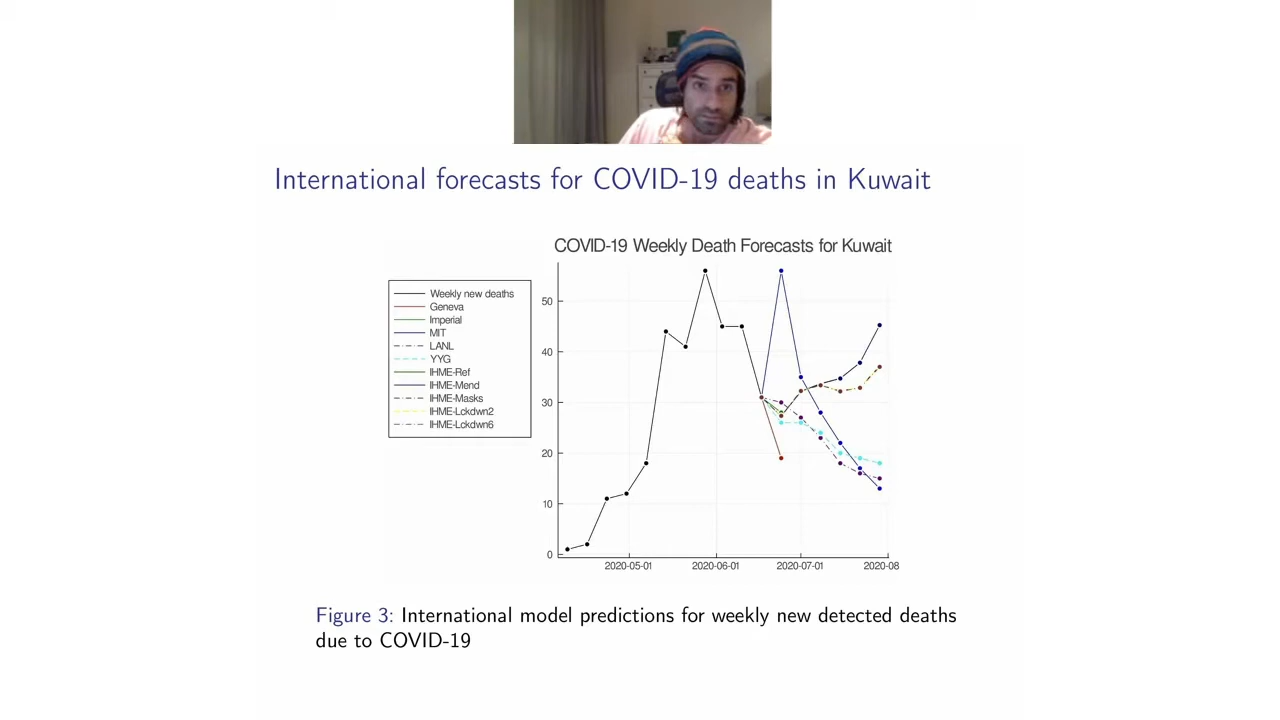 International forecasts for COVID-19 deaths in Kuwait
COVID-19 Weekly Death Forecasts for Kuwait
Weekly new deaths
Geneva
Imperial
MIT
LANL
YYG
IHME-Ref
IHME-Mend
IHME-Masks
IHME-Lckdwn2
IHME-Lckdwn6
50
40
30
20
10
0
2020-05-01 2020-06-01 2020-07-01 2020-08
Figure 3: International model predictions for weekly new detected deaths
due to COVID-19